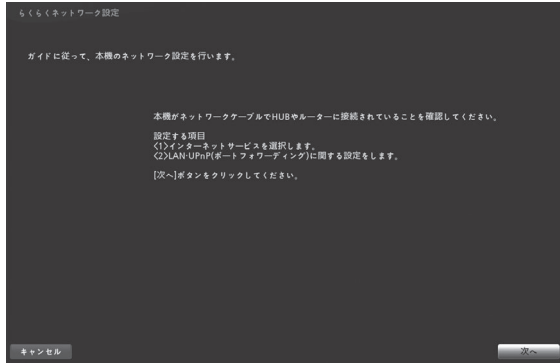 らくらくネットワーク設定
ガイドに従って、本機のネットワーク設定を行います。
本機がネットワークケーブルでHUBやルーターに接続されていることを確認してください。
設定する項目
<1>インターネットサービスを選択します。
<2>LAN･UPnP(ポートフォワーディング)に関する設定をします。
[次へ]ボタンをクリックしてください。
キャンセル
次へ